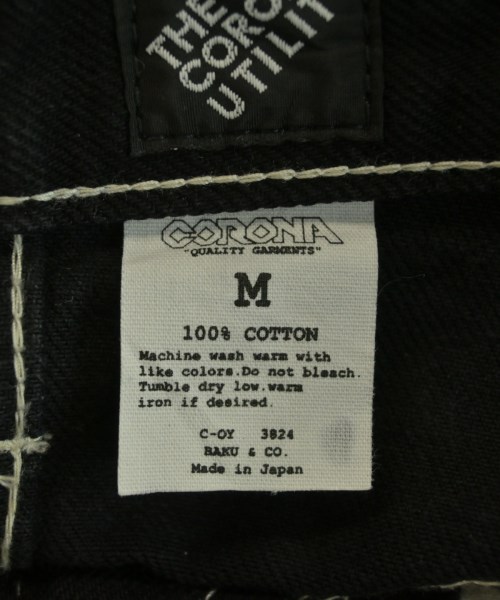 THE
CORONA
UTILIT
CORONA
"QUALITY GARMENTS"
M
100% COTTON
Machine wash warm with
like colors.Do not bleach.
Tumble dry low.warm
iron if desired.
C-OY 3824
BAKU & CO.
Made in Japan